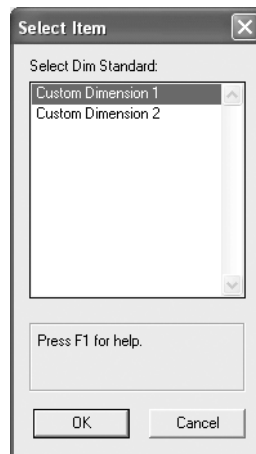 Select Item
Select Dim Standard:
Custom Dimension 1
Custom Dimension 2
Press F1 for help.
OK
Cancel